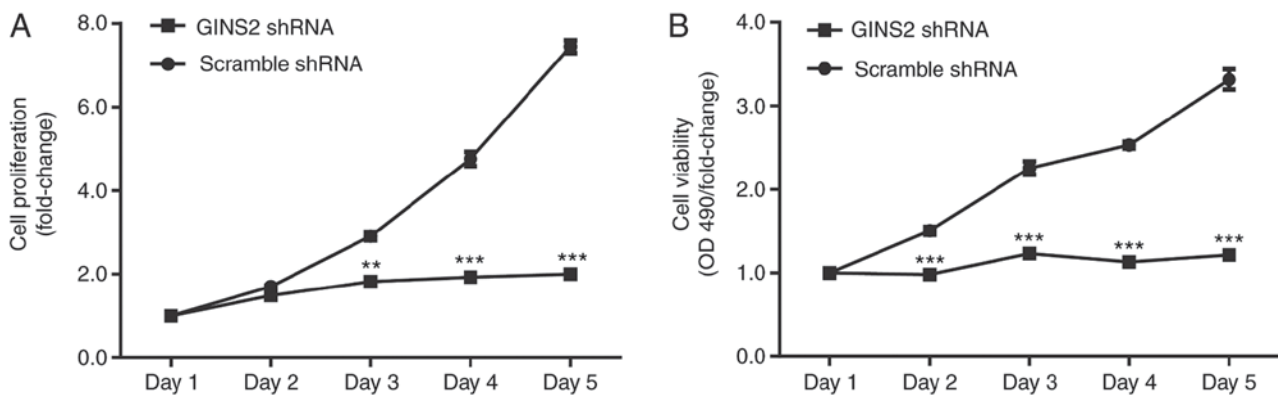 A
GINS2 shRNA
Scramble shRNA
Cell proliferation
(fold-change)
8.0
6.0
4.0
2.0
0.0
**
***
***
Day 1
Day 2
Day 3
Day 4
Day 5
B
GINS2 shRNA
Scramble shRNA
Cell viability
(OD 490/fold-change)
4.0
3.0
2.0
1.0
0.0
***
***
***
***
Day 1
Day 2
Day 3
Day 4
Day 5